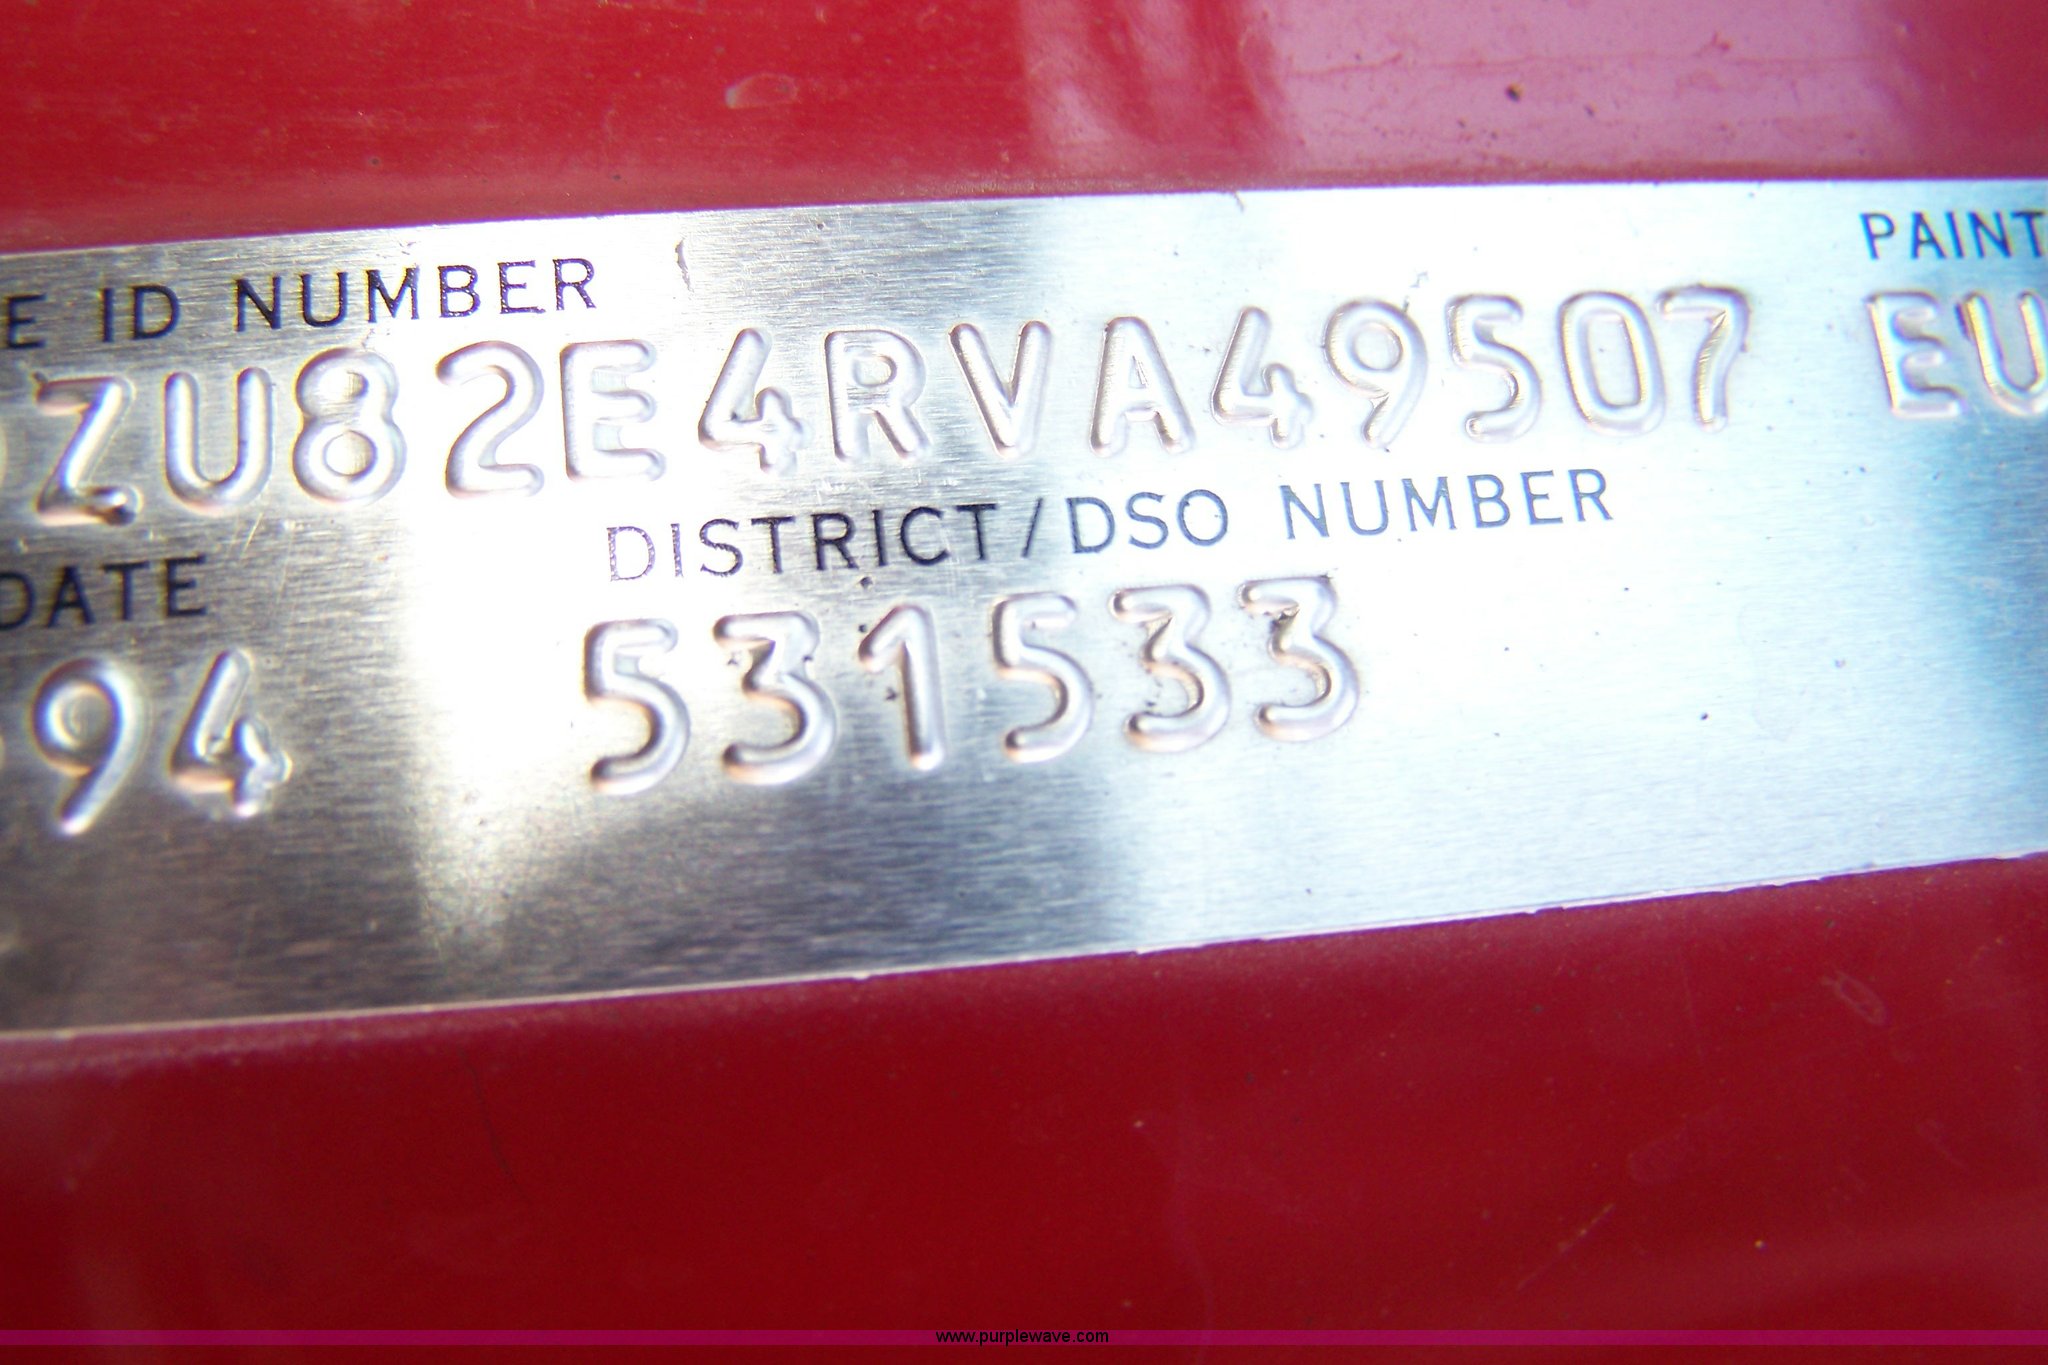 E ID NUMBER PAINT
ZU82E4RVA49507 EU
DATE DISTRICT/DSO NUMBER
94 531533
www.purplewave.com